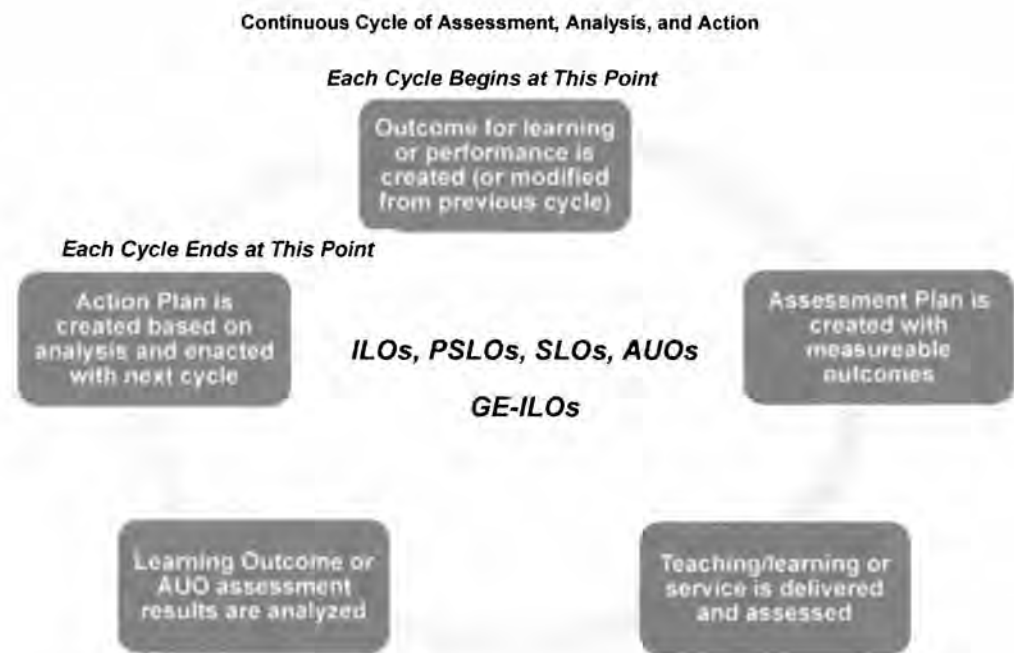 Continuous Cycle of Assessment, Analysis, and Action
Each Cycle Begins at This Point
Outcome for learning
or performance is
created (or modified
from previous cycle)
Each Cycle Ends at This Point
Action Plan is
created based on
analysis and enacted
with next cycle
Assessment Plan is
created with
measureable
outcomes
ILOs, PSLOs, SLOs, AUOs
GE-ILOs
Learning Outcome or
AUO assessment
results are analyzed
Teaching/learning or
service is delivered
and assessed